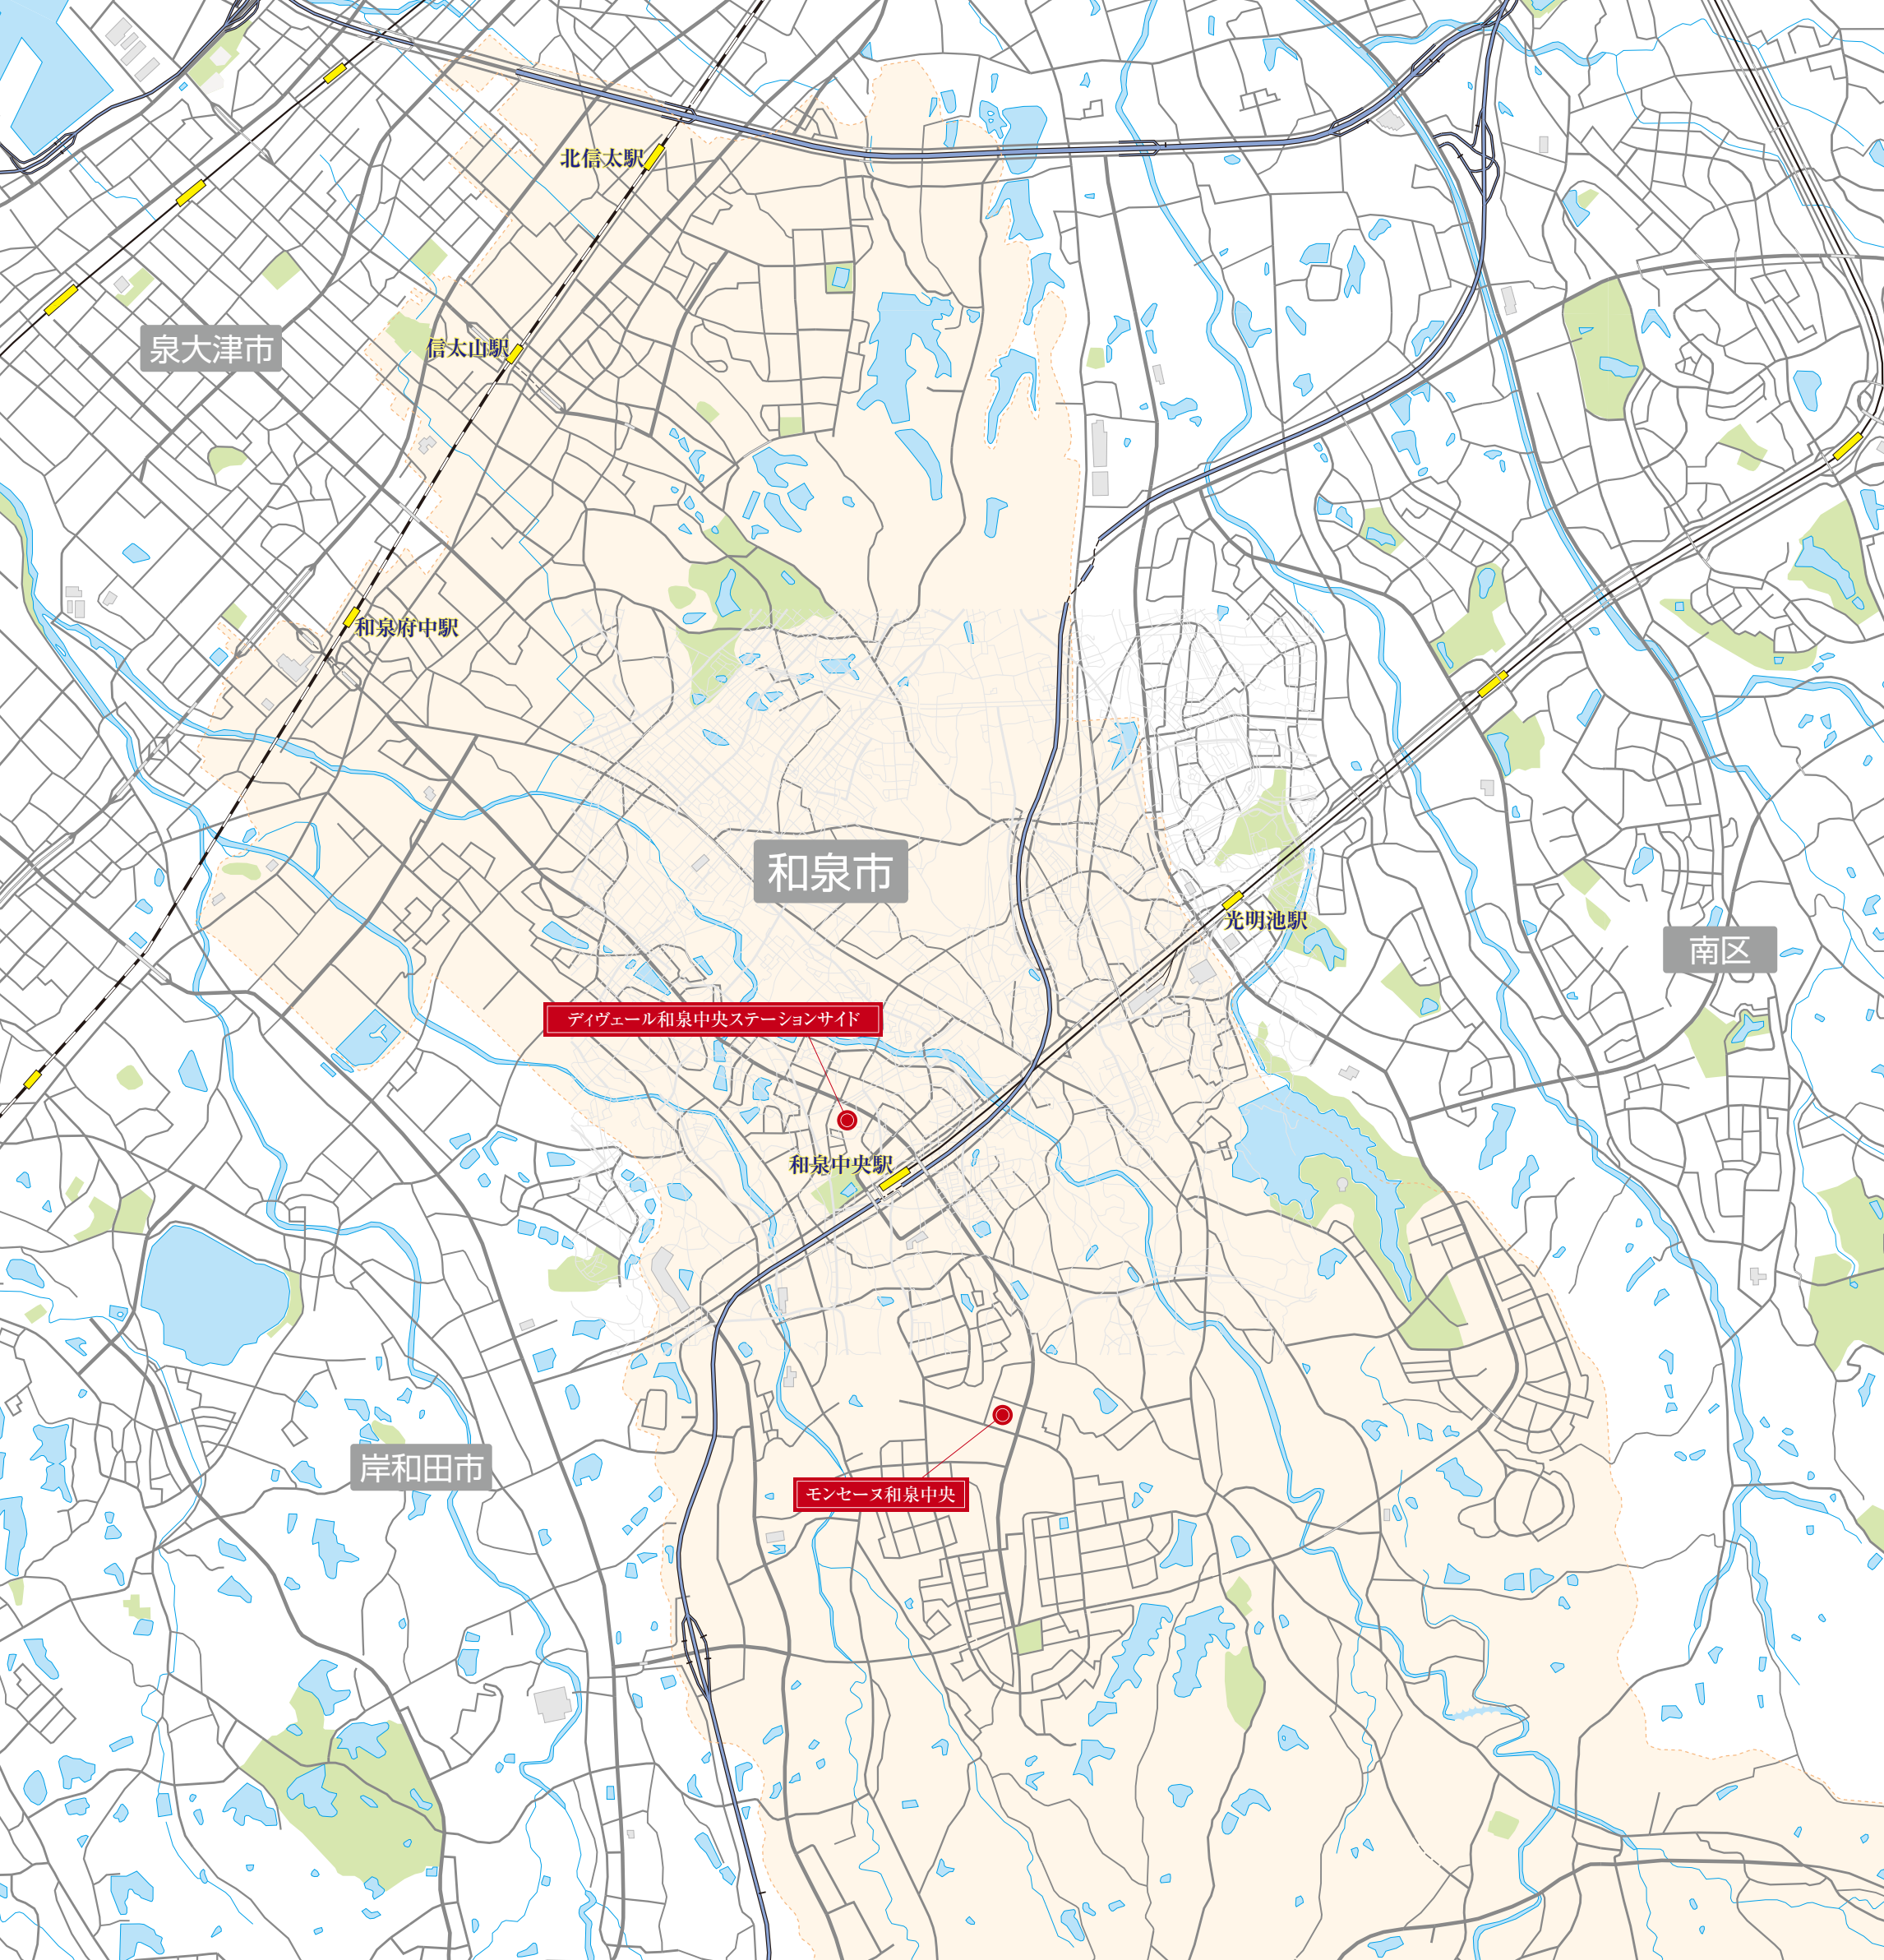 北信太駅
信太山駅
泉大津市
和泉府中駅
和泉市
光明池駅
南区
ディヴェール和泉中央ステーションサイド
和泉中央駅
岸和田市
モンセーヌ和泉中央